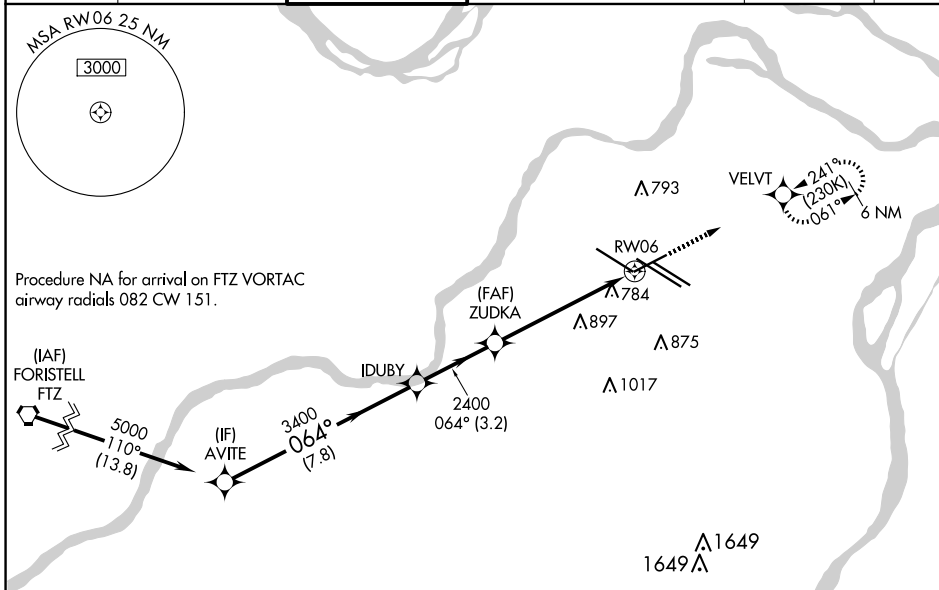 MSA RW06 25 NM
3000
Procedure NA for arrival on FTZ VORTAC
airway radials 082 CW 151.
(IAF)
FORISTELL
FTZ
5000
110°
(13.8)
(IF)
AVITE
3400
064°
(7.8)
IDUBY
2400
064° (3.2)
(FAF)
ZUDKA
RW06
793
784
897
875
1017
VELVT
241°
(230K)
061°
6 NM
1649
1649